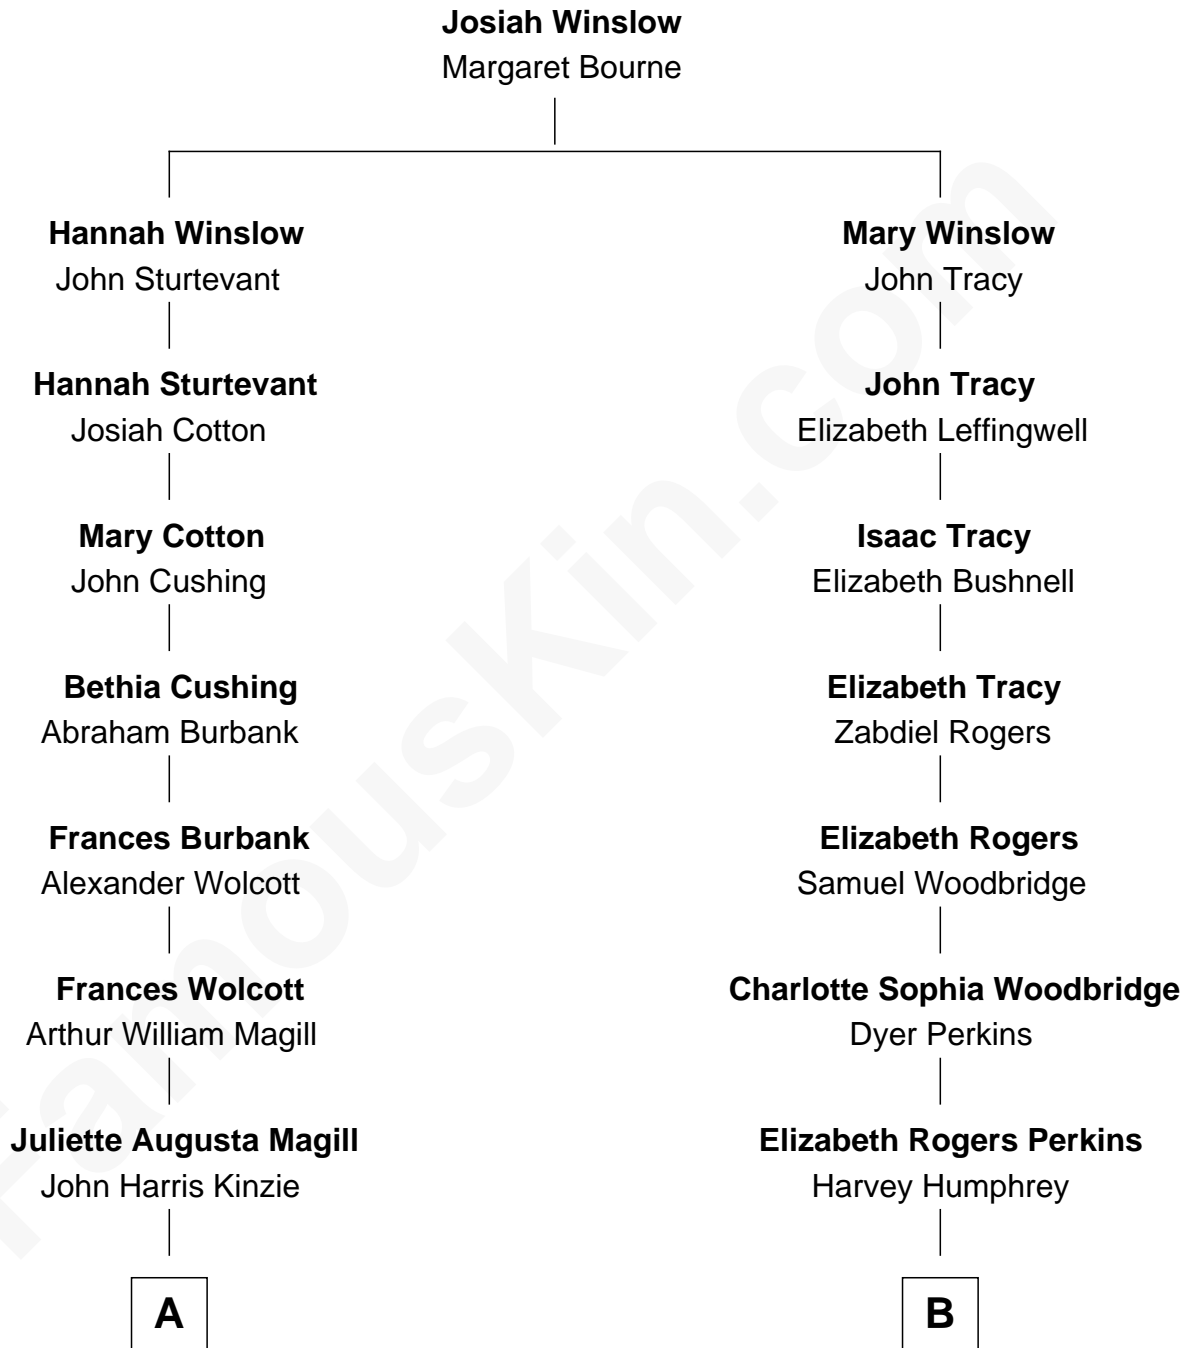 Josiah Winslow
Margaret Bourne
Hannah Winslow
John Sturtevant
Mary Winslow
John Tracy
Hannah Sturtevant
Josiah Cotton
John Tracy
Elizabeth Leffingwell
Mary Cotton
John Cushing
Isaac Tracy
Elizabeth Bushnell
Bethia Cushing
Abraham Burbank
Elizabeth Tracy
Zabdiel Rogers
Frances Burbank
Alexander Wolcott
Elizabeth Rogers
Samuel Woodbridge
Frances Wolcott
Arthur William Magill
Charlotte Sophia Woodbridge
Dyer Perkins
Juliette Augusta Magill
John Harris Kinzie
Elizabeth Rogers Perkins
Harvey Humphrey
A
B
FamousKin.com